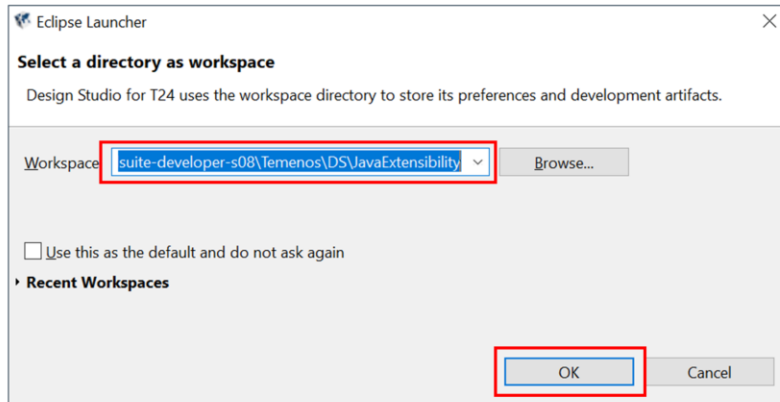 Eclipse Launcher
Select a directory as workspace
Design Studio for T24 uses the workspace directory to store its preferences and development artifacts.
Workspace suite-developer-s08\Temenos\DS\JavaExtensibility Browse...
Use this as the default and do not ask again
Recent Workspaces
OK Cancel